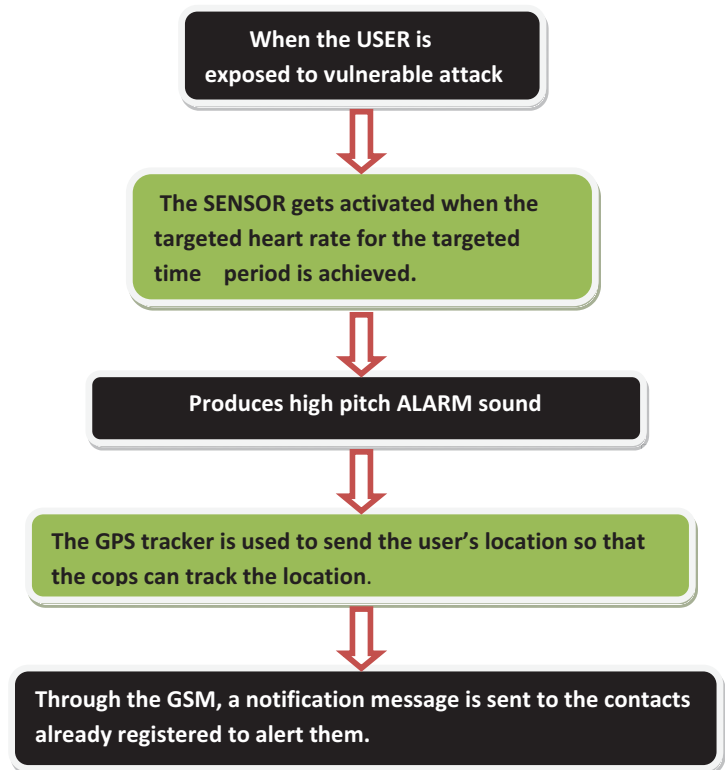 When the USER is
exposed to vulnerable attack
The SENSOR gets activated when the
targeted heart rate for the targeted
time period is achieved.
Produces high pitch ALARM sound
The GPS tracker is used to send the user’s location so that
the cops can track the location.
Through the GSM, a notification message is sent to the contacts
already registered to alert them.